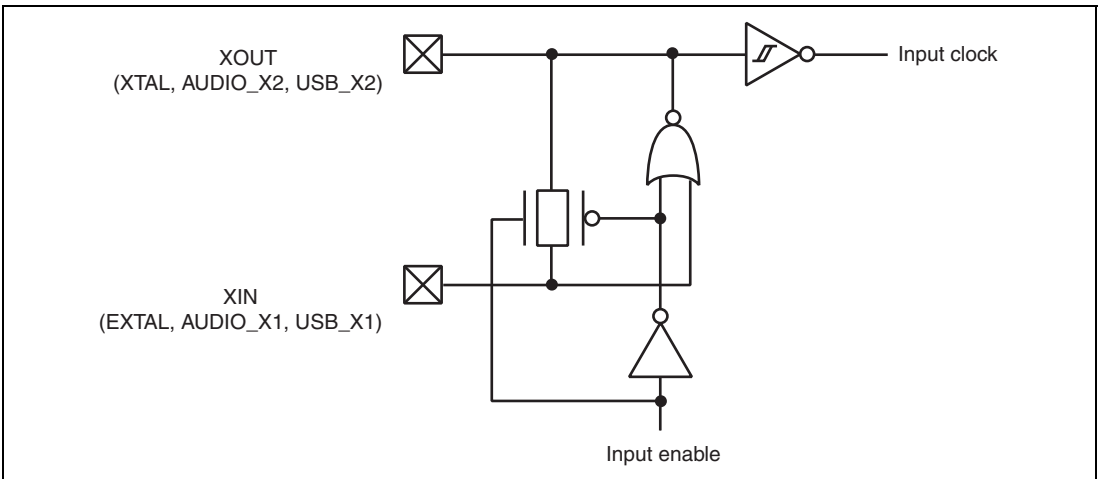 XOUT
(XTAL, AUDIO_X2, USB_X2)
Input clock
XIN
(EXTAL, AUDIO_X1, USB_X1)
Input enable